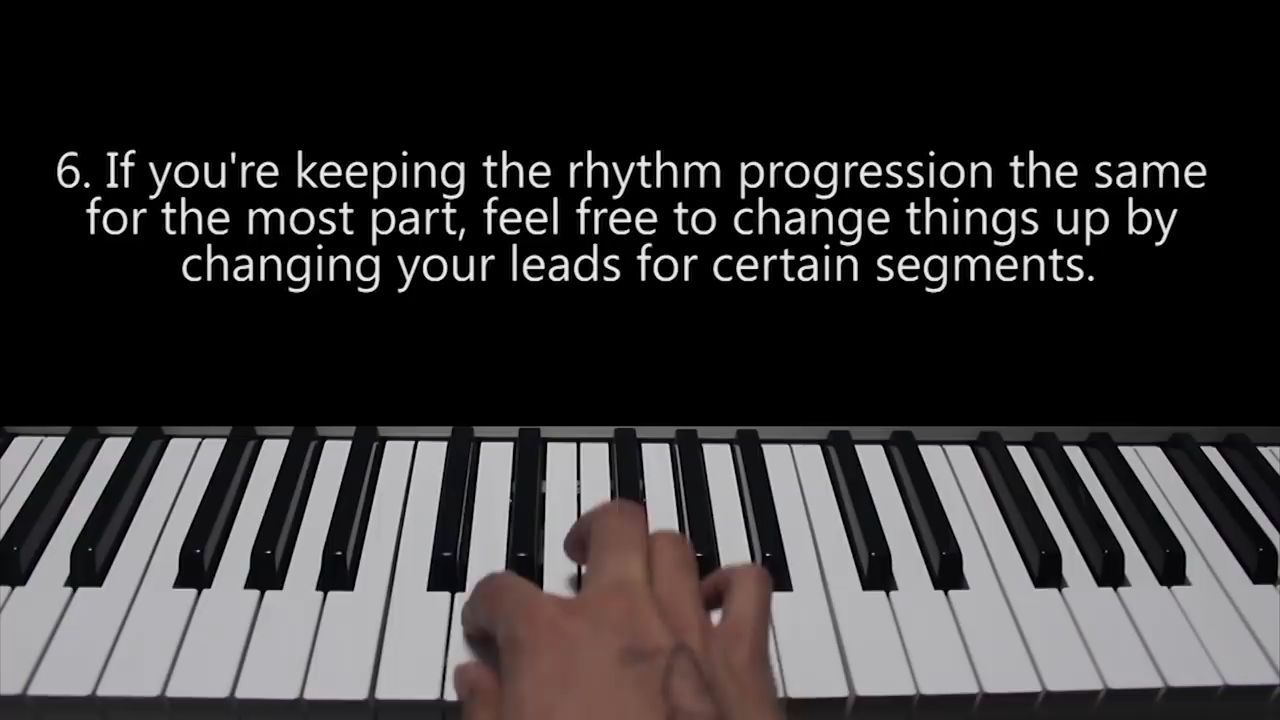 6. If you're keeping the rhythm progression the same
for the most part, feel free to change things up by
changing your leads for certain segments.